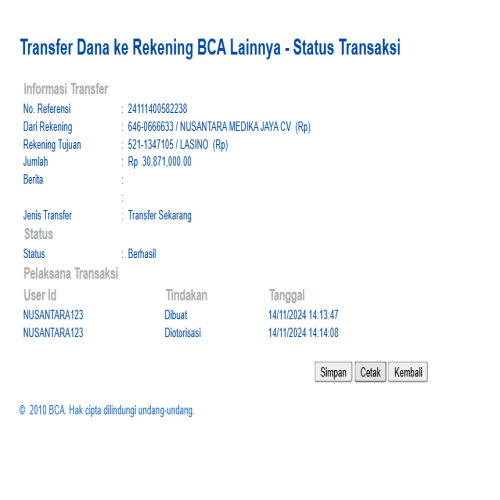 Transfer Dana ke Rekening BCA Lainnya - Status Transaksi
Informasi Transfer
No. Referensi : 24111400582238
Dari Rekening : 646-0666633 / NUSANTARA MEDIKA JAYA CV (Rp)
Rekening Tujuan : 521-1347105 / LASINO (Rp)
Jumlah : Rp 30,871,000.00
Berita :
:
Jenis Transfer : Transfer Sekarang
Status
Status : Berhasil
Pelaksana Transaksi
User Id Tindakan Tanggal
NUSANTARA123 Dibuat 14/11/2024 14:13:47
NUSANTARA123 Diotorisasi 14/11/2024 14:14:08
Simpan Cetak Kembali
© 2010 BCA. Hak cipta dilindungi undang-undang.